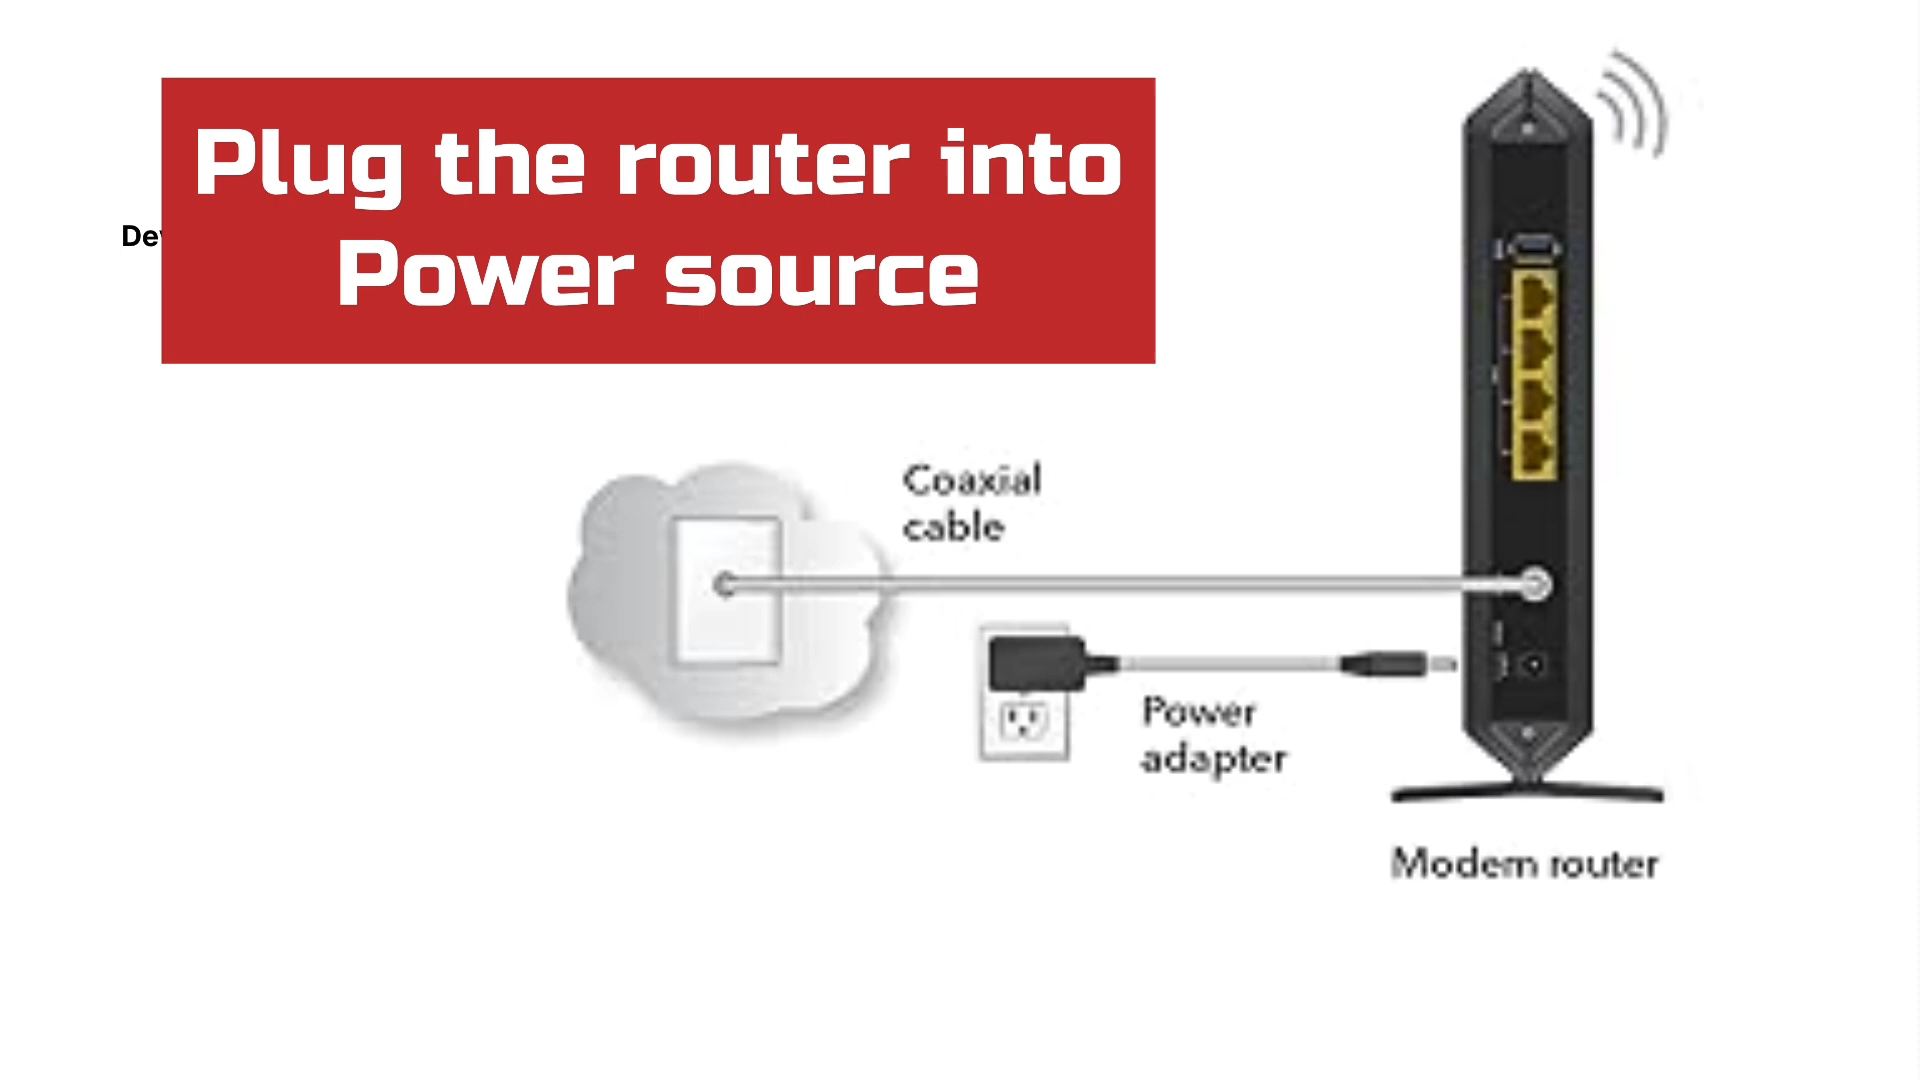 Plug the router into
Power source
Coaxial
cable
Power
adapter
Modem router